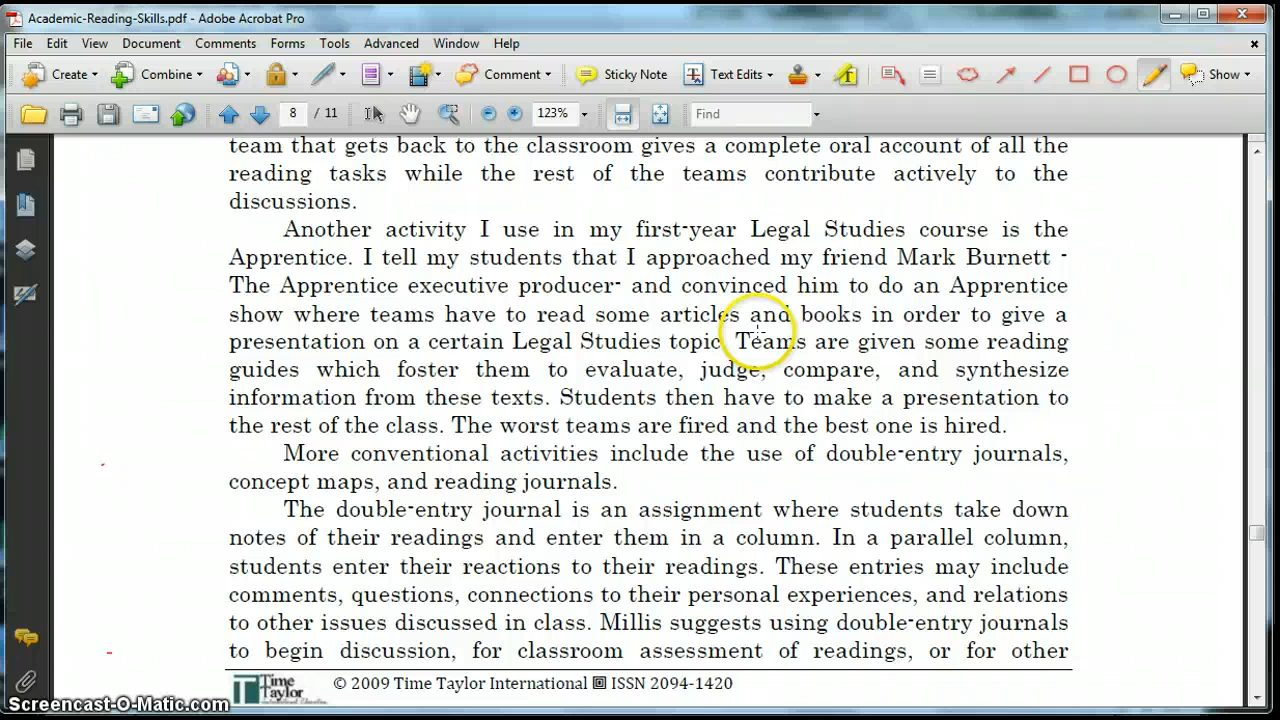 Academic-Reading-Skills.pdf - Adobe Acrobat Pro
File Edit View Document Comments Forms Tools Advanced Window Help
Create Combine Comment Sticky Note Text Edits Show
8 / 11 123% Find
team that gets back to the classroom gives a complete oral account of all the
reading tasks while the rest of the teams contribute actively to the
discussions.
Another activity I use in my first-year Legal Studies course is the
Apprentice. I tell my students that I approached my friend Mark Burnett -
The Apprentice executive producer- and convinced him to do an Apprentice
show where teams have to read some articles and books in order to give a
presentation on a certain Legal Studies topic. Teams are given some reading
guides which foster them to evaluate, judge, compare, and synthesize
information from these texts. Students then have to make a presentation to
the rest of the class. The worst teams are fired and the best one is hired.
More conventional activities include the use of double-entry journals,
concept maps, and reading journals.
The double-entry journal is an assignment where students take down
notes of their readings and enter them in a column. In a parallel column,
students enter their reactions to their readings. These entries may include
comments, questions, connections to their personal experiences, and relations
to other issues discussed in class. Millis suggests using double-entry journals
to begin discussion, for classroom assessment of readings, or for other
Time Taylor
© 2009 Time Taylor International ISSN 2094-1420
Screencast-O-Matic.com